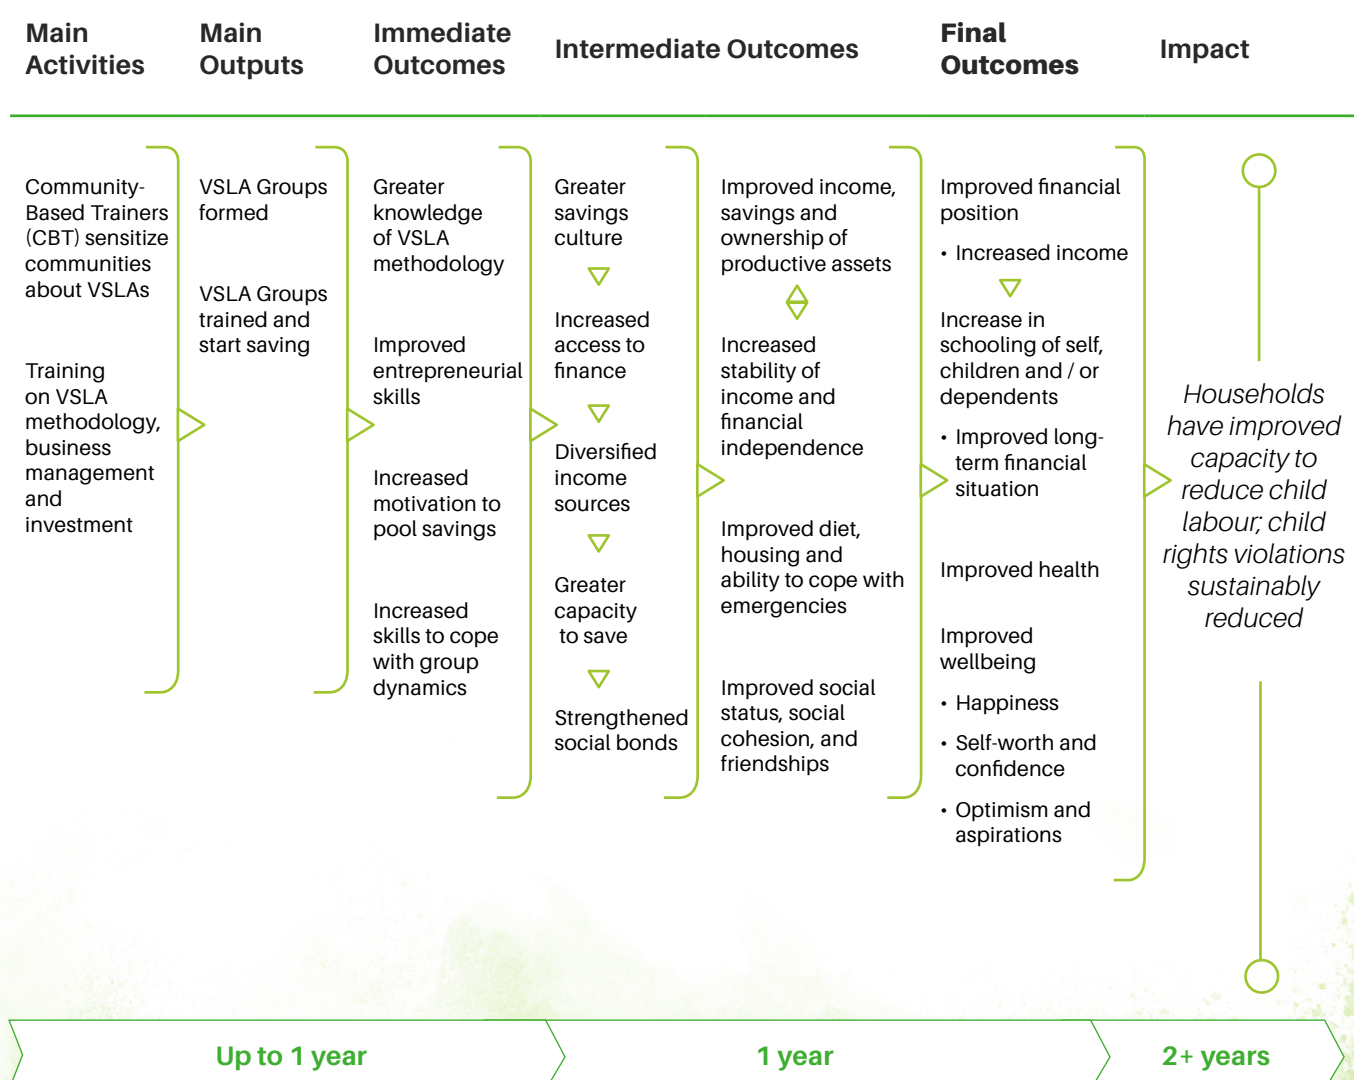 Main
Activities
Main
Outputs
Immediate
Outcomes
Intermediate Outcomes
Final
Outcomes
Impact
Community-
Based Trainers
(CBT) sensitize
communities
about VSLAs
Training
on VSLA
methodology,
business
management
and
investment
VSLA Groups
formed
VSLA Groups
trained and
start saving
Greater
knowledge
of VSLA
methodology
Improved
entrepreneurial
skills
Increased
motivation to
pool savings
Increased
skills to cope
with group
dynamics
Greater
savings
culture
Increased
access to
finance
Diversified
income
sources
Greater
capacity
to save
Strengthened
social bonds
Improved income,
savings and
ownership of
productive assets
Increased
stability of
income and
financial
independence
Improved diet,
housing and
ability to cope with
emergencies
Improved social
status, social
cohesion, and
friendships
Improved financial
position
• Increased income
Increase in
schooling of self,
children and / or
dependents
• Improved long-
term financial
situation
Improved health
Improved
wellbeing
• Happiness
• Self-worth and
confidence
• Optimism and
aspirations
Households
have improved
capacity to
reduce child
labour; child
rights violations
sustainably
reduced
Up to 1 year
1 year
2+ years